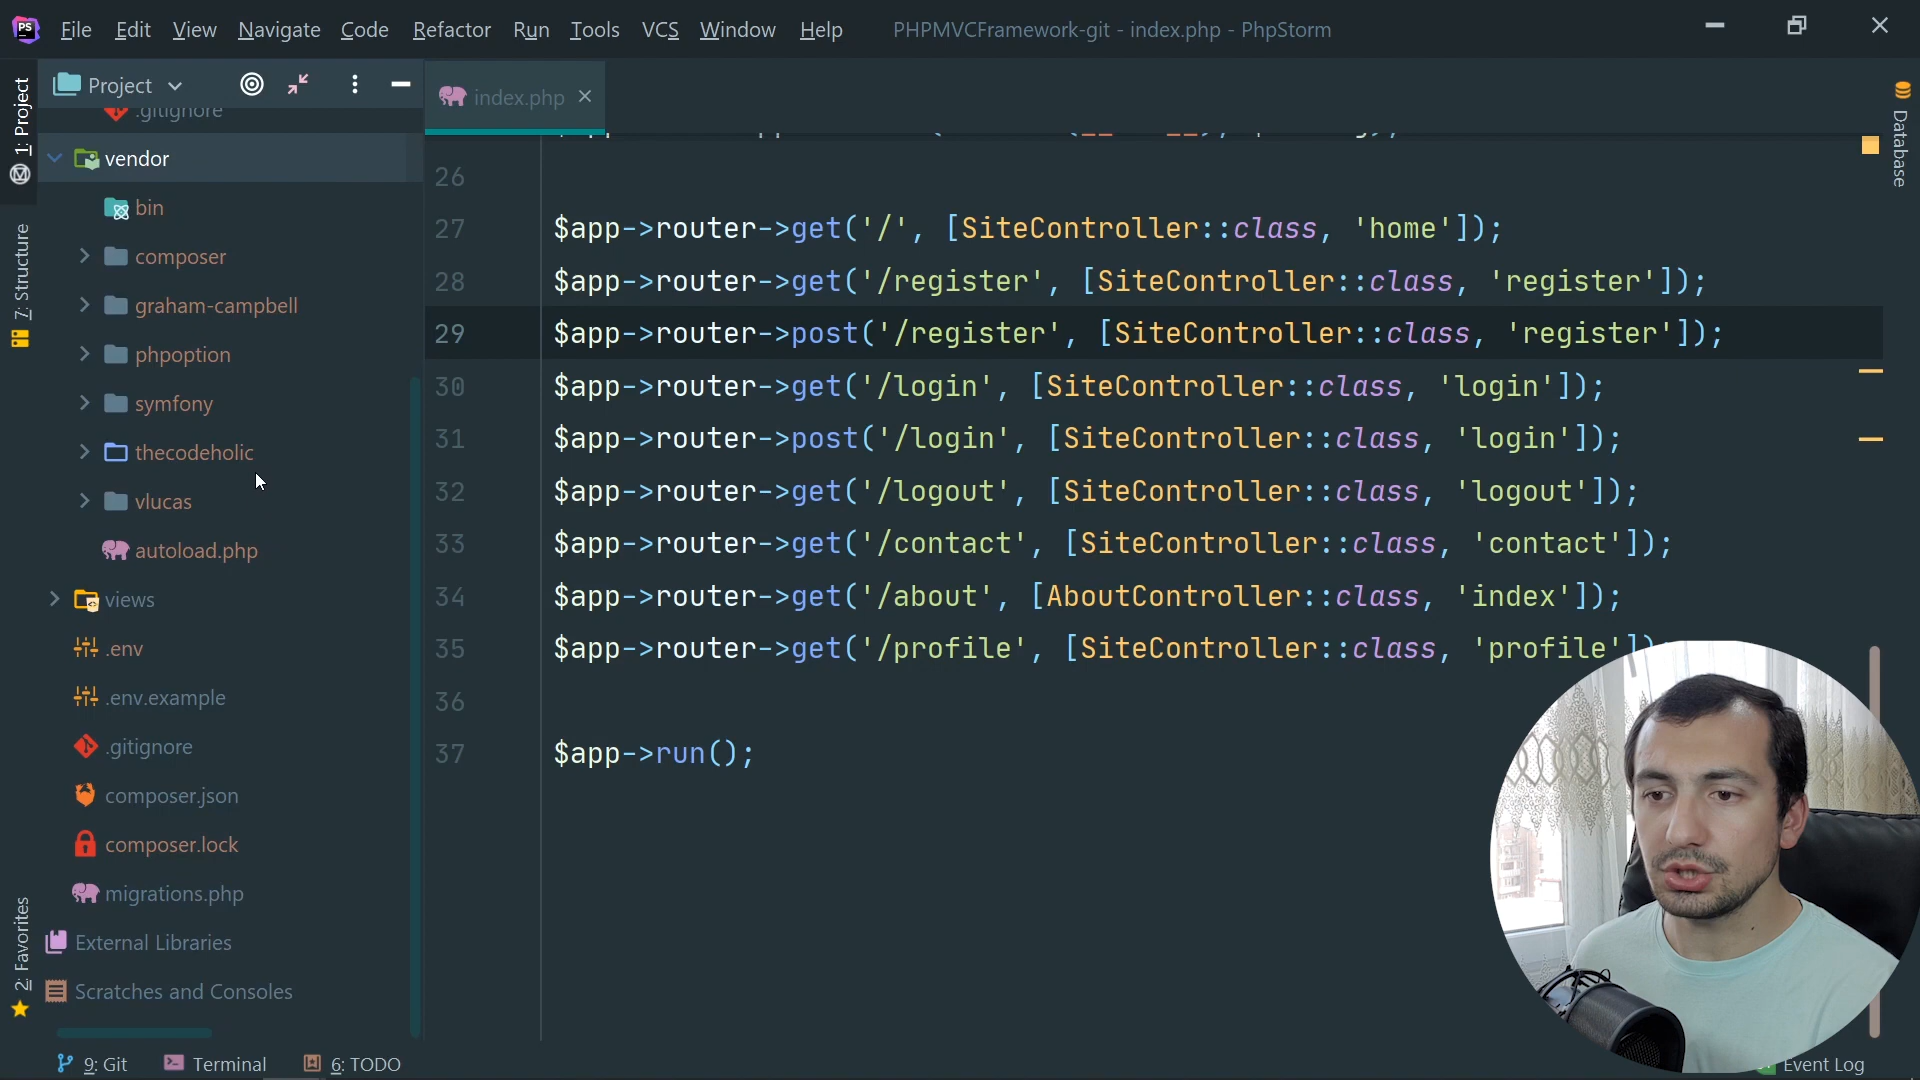 PS File Edit View Navigate Code Refactor Run Tools VCS Window Help PHPMVCFramework-git - index.php - PhpStorm
1: Project
7: Structure
2: Favorites
Project
.gitignore
vendor
bin
composer
graham-campbell
phpoption
symfony
thecodeholic
vlucas
autoload.php
views
.env
.env.example
.gitignore
composer.json
composer.lock
migrations.php
External Libraries
Scratches and Consoles
index.php
26
27 $app->router->get('/', [SiteController::class, 'home']);
28 $app->router->get('/register', [SiteController::class, 'register']);
29 $app->router->post('/register', [SiteController::class, 'register']);
30 $app->router->get('/login', [SiteController::class, 'login']);
31 $app->router->post('/login', [SiteController::class, 'login']);
32 $app->router->get('/logout', [SiteController::class, 'logout']);
33 $app->router->get('/contact', [SiteController::class, 'contact']);
34 $app->router->get('/about', [AboutController::class, 'index']);
35 $app->router->get('/profile', [SiteController::class, 'profile'])
36
37 $app->run();
Database
9: Git Terminal 6: TODO Event Log